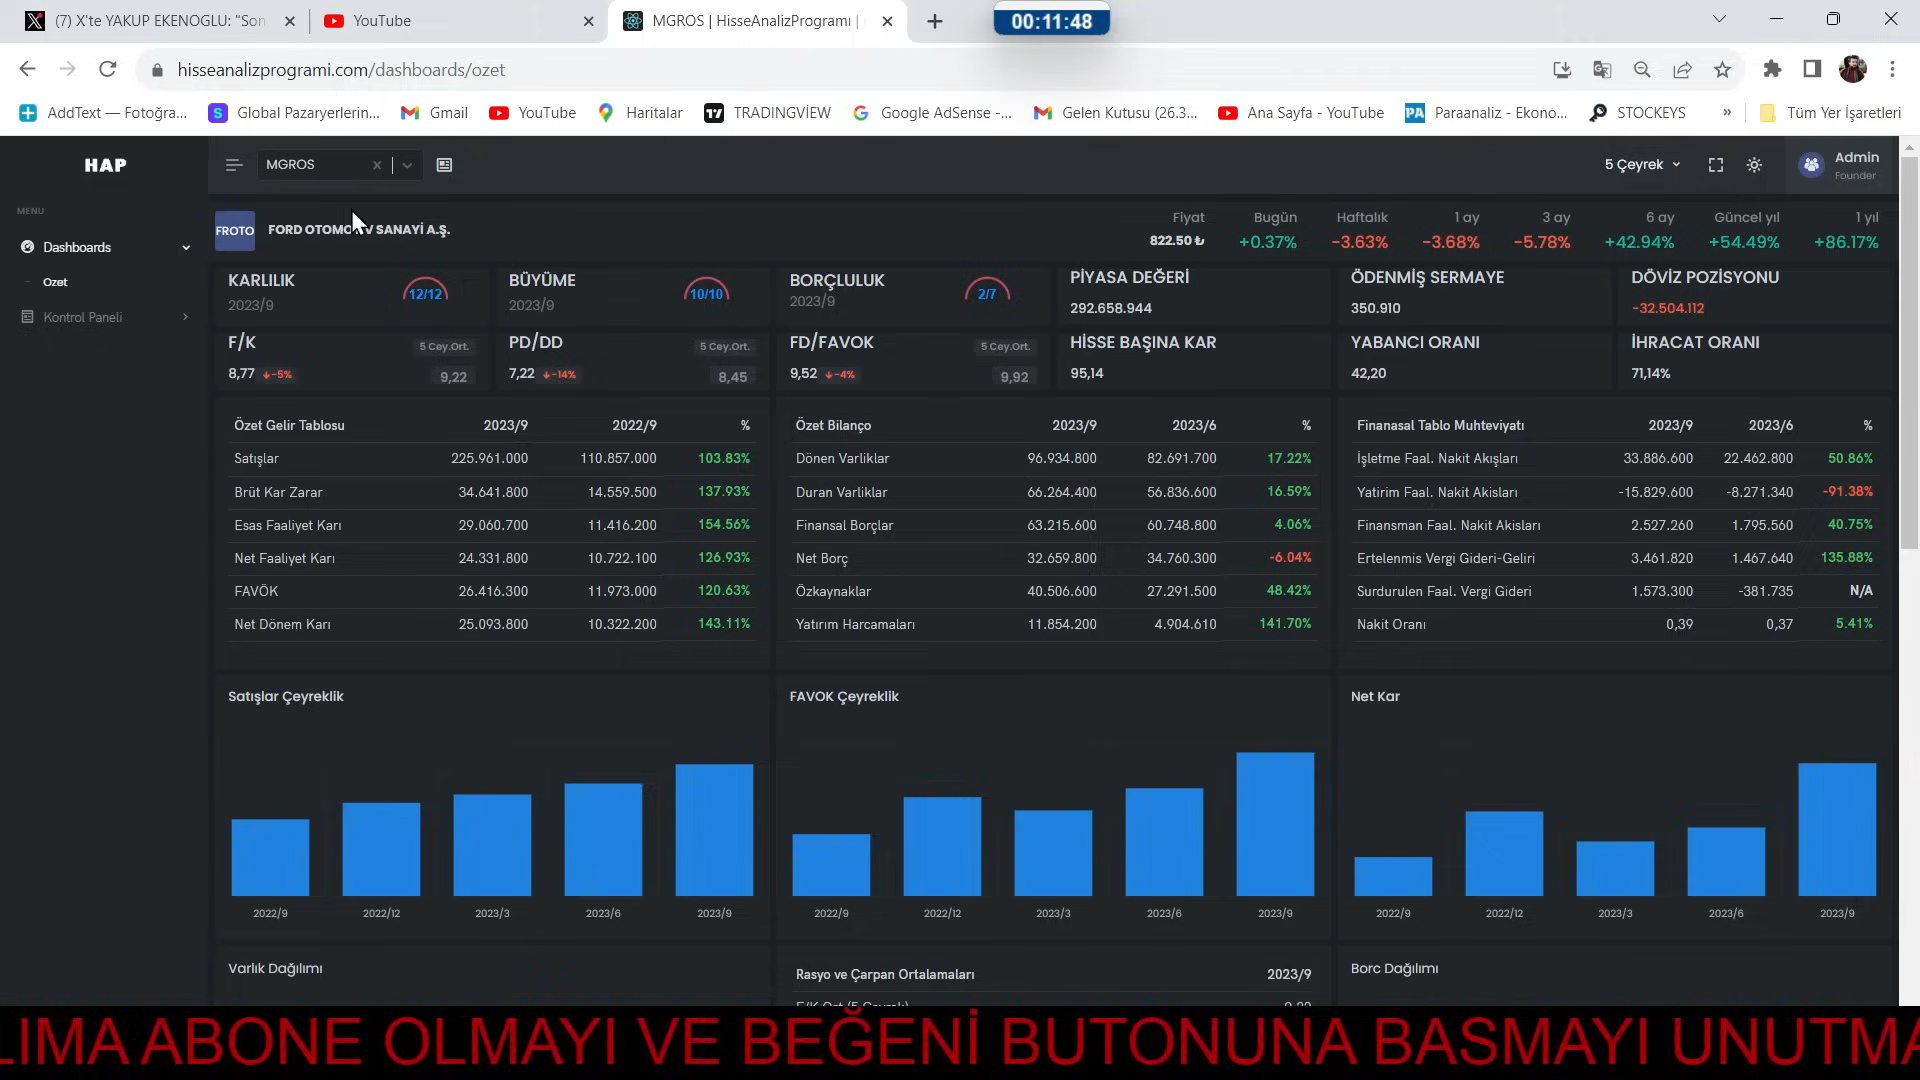 (7) X'te YAKUP EKENOGLU: "Son
YouTube
MGROS | HisseAnalizProgramı |
00:11:48
hisseanalizprogrami.com/dashboards/ozet
AddText — Fotoğra...
Global Pazaryerlerin...
Gmail
YouTube
Haritalar
TRADINGVİEW
Google AdSense -...
Gelen Kutusu (26.3...
Ana Sayfa - YouTube
Paraanaliz - Ekono...
STOCKEYS
»
Tüm Yer İşaretleri
HAP
MGROS
5 Çeyrek
Admin
Founder
MENU
Dashboards
Ozet
Kontrol Paneli
FROTO
FORD OTOMO V SANAYİ A.Ş.
Fiyat Bugün Haftalık 1 ay 3 ay 6 ay Güncel yıl 1 yıl
822.50 ₺ +0.37% -3.63% -3.68% -5.78% +42.94% +54.49% +86.17%
KARLILIK
2023/9
12/12
BÜYÜME
2023/9
10/10
BORÇLULUK
2023/9
2/7
PİYASA DEĞERİ
292.658.944
ÖDENMİŞ SERMAYE
350.910
DÖVİZ POZİSYONU
-32.504.112
F/K
5 Cey.Ort.
8,77 -5% 9,22
PD/DD
5 Cey.Ort.
7,22 -14% 8,45
FD/FAVOK
5 Cey.Ort.
9,52 -4% 9,92
HİSSE BAŞINA KAR
95,14
YABANCI ORANI
42,20
İHRACAT ORANI
71,14%
Özet Gelir Tablosu 2023/9 2022/9 %
Satışlar 225.961.000 110.857.000 103.83%
Brüt Kar Zarar 34.641.800 14.559.500 137.93%
Esas Faaliyet Karı 29.060.700 11.416.200 154.56%
Net Faaliyet Karı 24.331.800 10.722.100 126.93%
FAVÖK 26.416.300 11.973.000 120.63%
Net Dönem Karı 25.093.800 10.322.200 143.11%
Özet Bilanço 2023/9 2023/6 %
Dönen Varliklar 96.934.800 82.691.700 17.22%
Duran Varliklar 66.264.400 56.836.600 16.59%
Finansal Borçlar 63.215.600 60.748.800 4.06%
Net Borç 32.659.800 34.760.300 -6.04%
Özkaynaklar 40.506.600 27.291.500 48.42%
Yatırım Harcamaları 11.854.200 4.904.610 141.70%
Finanasal Tablo Muhteviyatı 2023/9 2023/6 %
İşletme Faal. Nakit Akışları 33.886.600 22.462.800 50.86%
Yatirim Faal. Nakit Akisları -15.829.600 -8.271.340 -91.38%
Finansman Faal. Nakit Akisları 2.527.260 1.795.560 40.75%
Ertelenmis Vergi Gideri-Geliri 3.461.820 1.467.640 135.88%
Surdurulen Faal. Vergi Gideri 1.573.300 -381.735 N/A
Nakit Oranı 0,39 0,37 5.41%
Satışlar Çeyreklik
2022/9 2022/12 2023/3 2023/6 2023/9
FAVOK Çeyreklik
2022/9 2022/12 2023/3 2023/6 2023/9
Net Kar
2022/9 2022/12 2023/3 2023/6 2023/9
Varlık Dağılımı
Rasyo ve Çarpan Ortalamaları 2023/9
Borc Dağılımı
LIMA ABONE OLMAYI VE BEĞENİ BUTONUNA BASMAYI UNUTMA